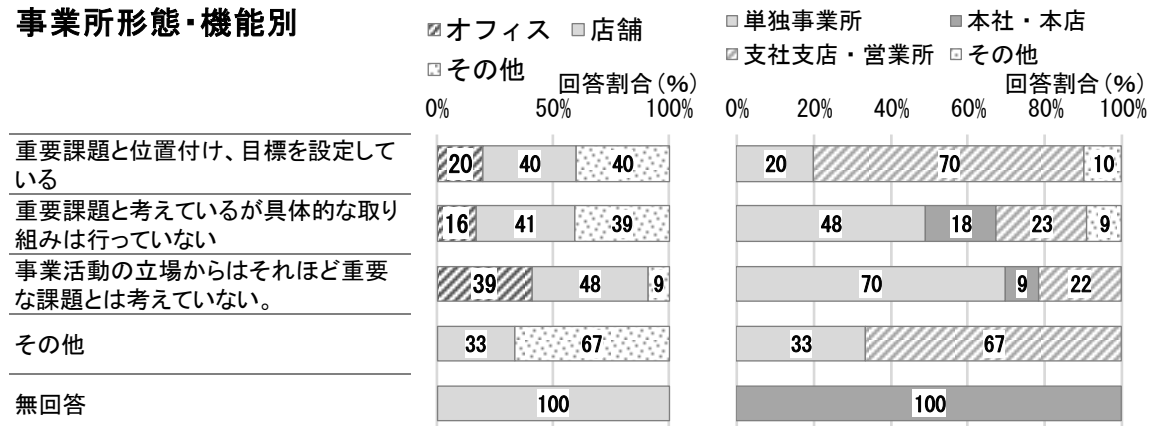 事業所形態・機能別
オフィス 店舗
その他
回答割合(%)
0% 50% 100%
単独事業所 本社・本店
支社支店・営業所 その他
回答割合(%)
0% 20% 40% 60% 80% 100%
重要課題と位置付け、目標を設定して
いる
20 40 40
20 70 10
重要課題と考えているが具体的な取り
組みは行っていない
16 41 39
48 18 23 9
事業活動の立場からはそれほど重要
な課題とは考えていない。
39 48 9
70 9 22
その他
33 67
33 67
無回答
100
100